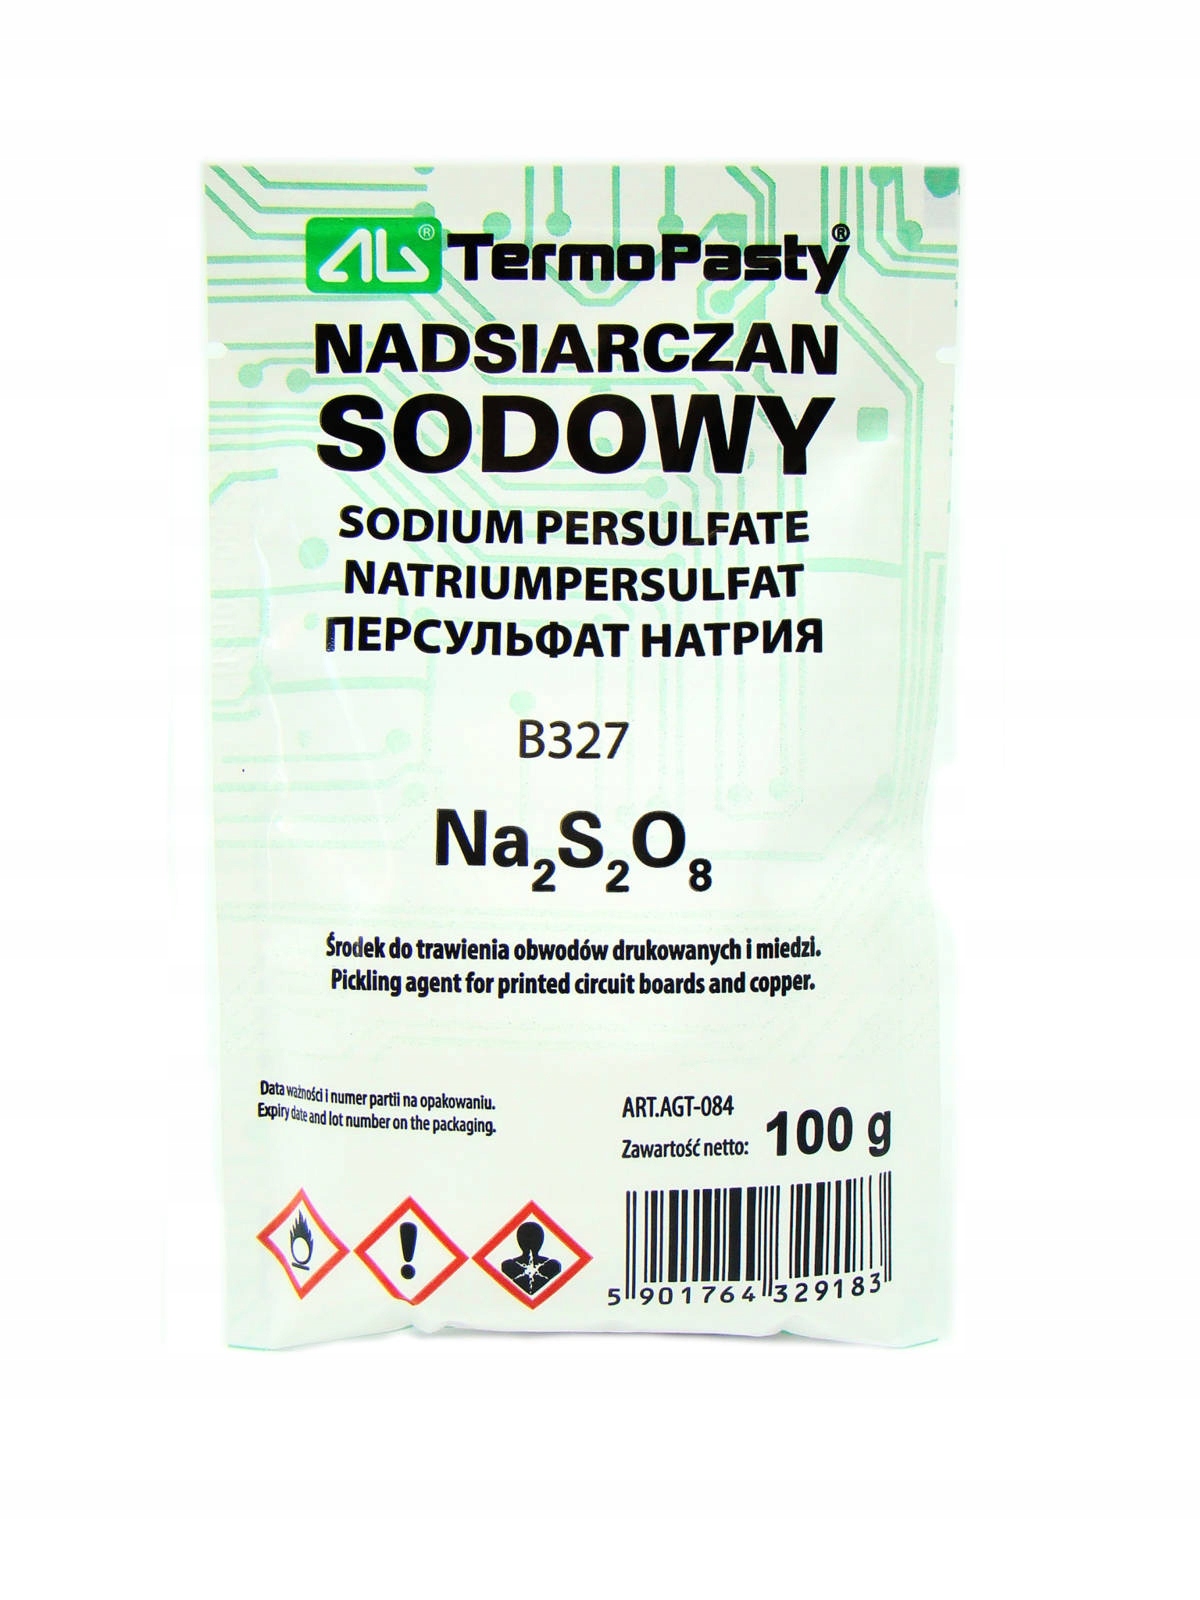 AG® TermoPasty®
NADSIARCZAN
SODOWY
SODIUM PERSULFATE
NATRIUMPERSULFAT
ПЕРСУЛЬФАТ НАТРИЯ
B327
Na₂S₂O₈
Środek do trawienia obwodów drukowanych i miedzi.
Pickling agent for printed circuit boards and copper.
Data ważności i numer partii na opakowaniu.
Expiry date and lot number on the packaging.
ART.AGT-084
Zawartość netto: 100 g
5 901764 329183